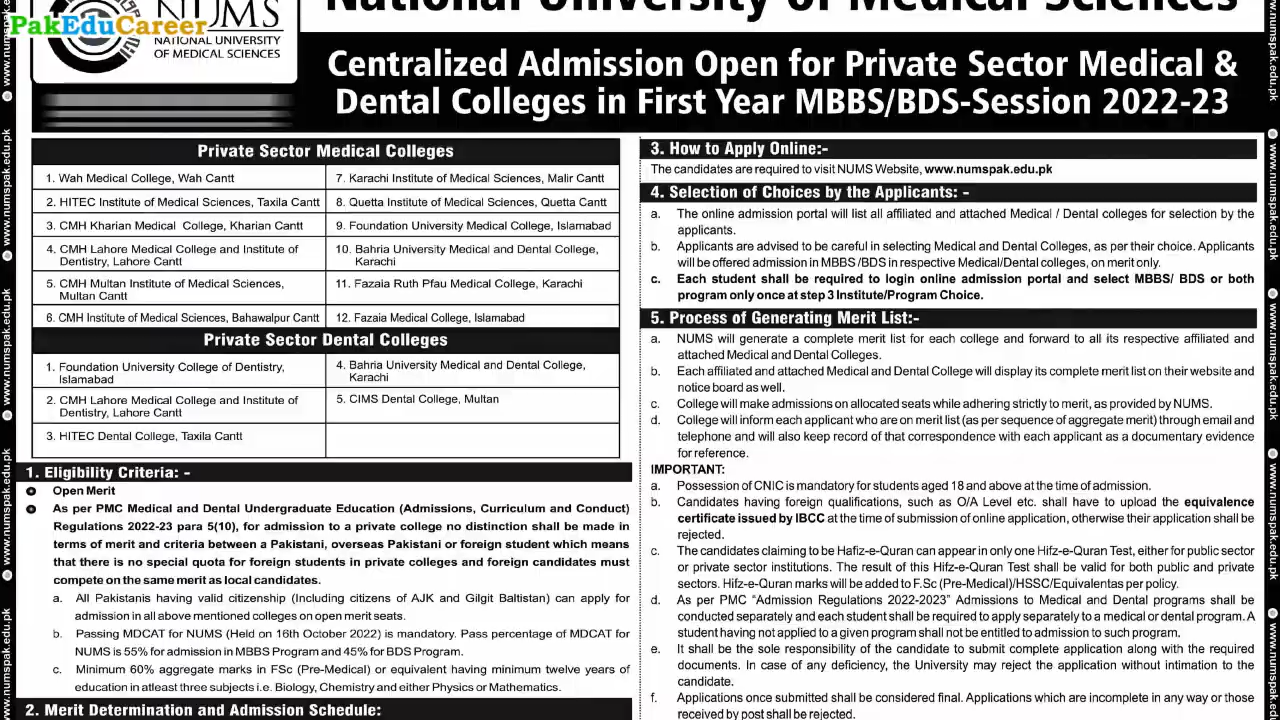 National University of Medical Sciences
PakEduCareer
NUMS
NATIONAL UNIVERSITY
OF MEDICAL SCIENCES
Centralized Admission Open for Private Sector Medical &
Dental Colleges in First Year MBBS/BDS-Session 2022-23
Private Sector Medical Colleges
1. Wah Medical College, Wah Cantt
7. Karachi Institute of Medical Sciences, Malir Cantt
2. HITEC Institute of Medical Sciences, Taxila Cantt
8. Quetta Institute of Medical Sciences, Quetta Cantt
3. CMH Kharian Medical College, Kharian Cantt
9. Foundation University Medical College, Islamabad
4. CMH Lahore Medical College and Institute of
Dentistry, Lahore Cantt
10. Bahria University Medical and Dental College,
Karachi
5. CMH Multan Institute of Medical Sciences,
Multan Cantt
11. Fazaia Ruth Pfau Medical College, Karachi
6. CMH Institute of Medical Sciences, Bahawalpur Cantt
12. Fazaia Medical College, Islamabad
Private Sector Dental Colleges
1. Foundation University College of Dentistry,
Islamabad
4. Bahria University Medical and Dental College,
Karachi
2. CMH Lahore Medical College and Institute of
Dentistry, Lahore Cantt
5. CIMS Dental College, Multan
3. HITEC Dental College, Taxila Cantt
1. Eligibility Criteria: -
Open Merit
As per PMC Medical and Dental Undergraduate Education (Admissions, Curriculum and Conduct)
Regulations 2022-23 para 5(10), for admission to a private college no distinction shall be made in
terms of merit and criteria between a Pakistani, overseas Pakistani or foreign student which means
that there is no special quota for foreign students in private colleges and foreign candidates must
compete on the same merit as local candidates.
a. All Pakistanis having valid citizenship (Including citizens of AJK and Gilgit Baltistan) can apply for
admission in all above mentioned colleges on open merit seats.
b. Passing MDCAT for NUMS (Held on 16th October 2022) is mandatory. Pass percentage of MDCAT for
NUMS is 55% for admission in MBBS Program and 45% for BDS Program.
c. Minimum 60% aggregate marks in FSc (Pre-Medical) or equivalent having minimum twelve years of
education in atleast three subjects i.e. Biology, Chemistry and either Physics or Mathematics.
2. Merit Determination and Admission Schedule:
3. How to Apply Online:-
The candidates are required to visit NUMS Website, www.numspak.edu.pk
4. Selection of Choices by the Applicants: -
a. The online admission portal will list all affiliated and attached Medical / Dental colleges for selection by the
applicants.
b. Applicants are advised to be careful in selecting Medical and Dental Colleges, as per their choice. Applicants
will be offered admission in MBBS /BDS in respective Medical/Dental colleges, on merit only.
c. Each student shall be required to login online admission portal and select MBBS/ BDS or both
program only once at step 3 Institute/Program Choice.
5. Process of Generating Merit List:-
a. NUMS will generate a complete merit list for each college and forward to all its respective affiliated and
attached Medical and Dental Colleges.
b. Each affiliated and attached Medical and Dental College will display its complete merit list on their website and
notice board as well.
c. College will make admissions on allocated seats while adhering strictly to merit, as provided by NUMS.
d. College will inform each applicant who are on merit list (as per sequence of aggregate merit) through email and
telephone and will also keep record of that correspondence with each applicant as a documentary evidence
for reference.
IMPORTANT:
a. Possession of CNIC is mandatory for students aged 18 and above at the time of admission.
b. Candidates having foreign qualifications, such as O/A Level etc. shall have to upload the equivalence
certificate issued by IBCC at the time of submission of online application, otherwise their application shall be
rejected.
c. The candidates claiming to be Hafiz-e-Quran can appear in only one Hifz-e-Quran Test, either for public sector
or private sector institutions. The result of this Hifz-e-Quran Test shall be valid for both public and private
sectors. Hifz-e-Quran marks will be added to F.Sc (Pre-Medical)/HSSC/Equivalentas per policy.
d. As per PMC "Admission Regulations 2022-2023" Admissions to Medical and Dental programs shall be
conducted separately and each student shall be required to apply separately to a medical or dental program. A
student having not applied to a given program shall not be entitled to admission to such program.
e. It shall be the sole responsibility of the candidate to submit complete application along with the required
documents. In case of any deficiency, the University may reject the application without intimation to the
candidate.
f. Applications once submitted shall be considered final. Applications which are incomplete in any way or those
received by post shall be rejected.
www.numspak.edu.pk
www.numspak.edu.pk
www.numspak.edu.pk
www.numspak.edu.pk
www.numspak.edu.pk
www.numspak.edu.pk
www.numspak.edu.pk
www.numspak.edu.pk